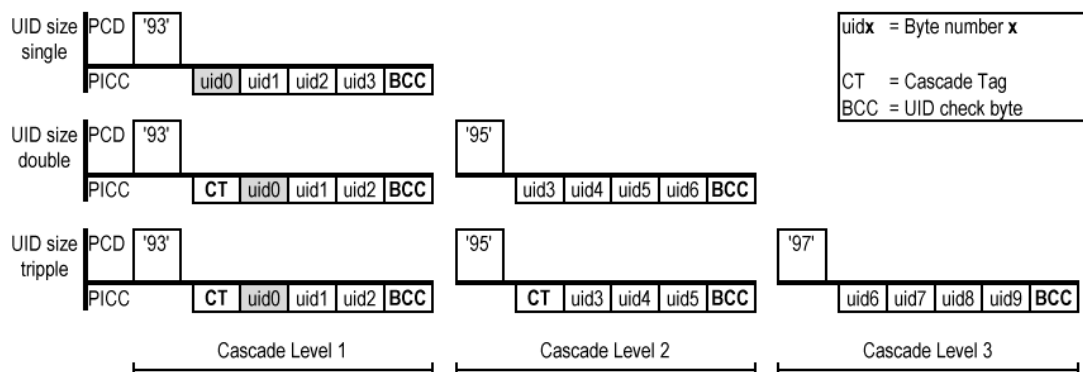 UID size PCD '93'
single
PICC uid0 uid1 uid2 uid3 BCC
uidx = Byte number x
CT = Cascade Tag
BCC = UID check byte
UID size PCD '93' '95'
double
PICC CT uid0 uid1 uid2 BCC uid3 uid4 uid5 uid6 BCC
UID size PCD '93' '95' '97'
tripple
PICC CT uid0 uid1 uid2 BCC CT uid3 uid4 uid5 BCC uid6 uid7 uid8 uid9 BCC
Cascade Level 1 Cascade Level 2 Cascade Level 3